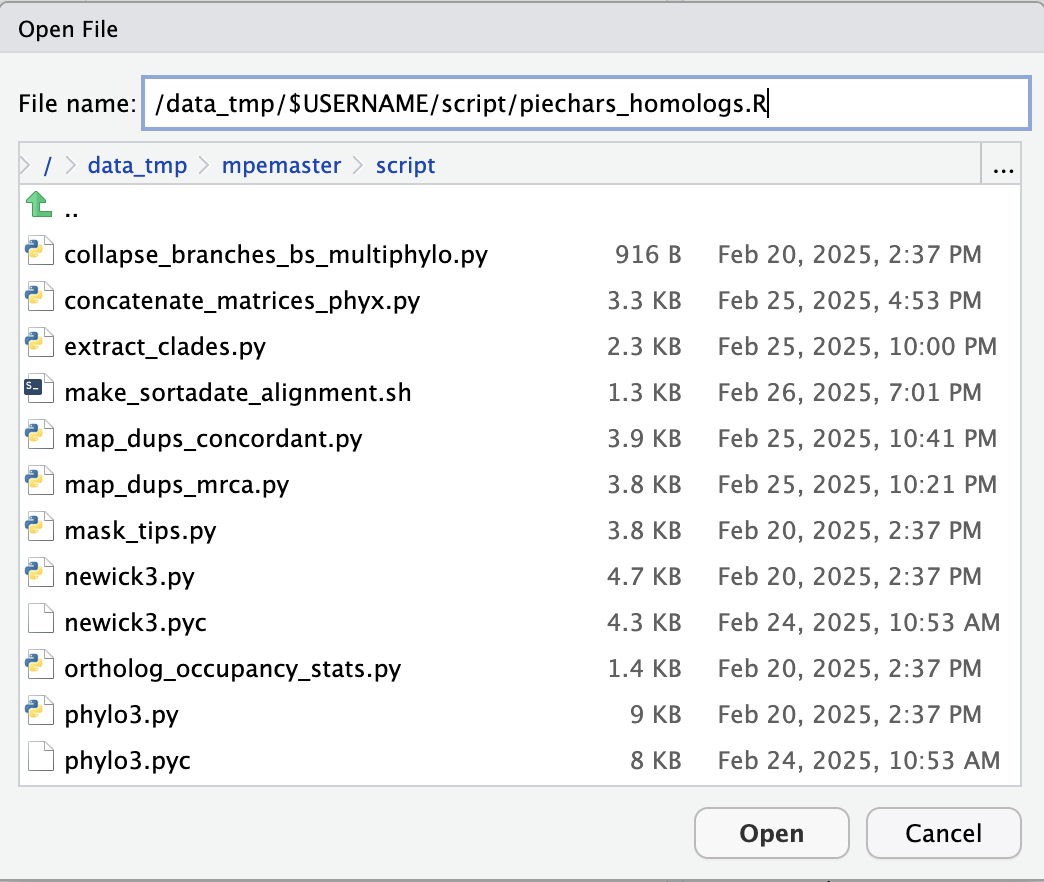 Open File
File name: /data_tmp/$USERNAME/script/piechars_homologs.R
/ data_tmp mpemaster script ...
..
collapse_branches_bs_multiphylo.py 916 B Feb 20, 2025, 2:37 PM
concatenate_matrices_phyx.py 3.3 KB Feb 25, 2025, 4:53 PM
extract_clades.py 2.3 KB Feb 25, 2025, 10:00 PM
make_sortadate_alignment.sh 1.3 KB Feb 26, 2025, 7:01 PM
map_dups_concordant.py 3.9 KB Feb 25, 2025, 10:41 PM
map_dups_mrca.py 3.8 KB Feb 25, 2025, 10:21 PM
mask_tips.py 3.8 KB Feb 20, 2025, 2:37 PM
newick3.py 4.7 KB Feb 20, 2025, 2:37 PM
newick3.pyc 4.3 KB Feb 24, 2025, 10:53 AM
ortholog_occupancy_stats.py 1.4 KB Feb 20, 2025, 2:37 PM
phylo3.py 9 KB Feb 20, 2025, 2:37 PM
phylo3.pyc 8 KB Feb 24, 2025, 10:53 AM
Open Cancel